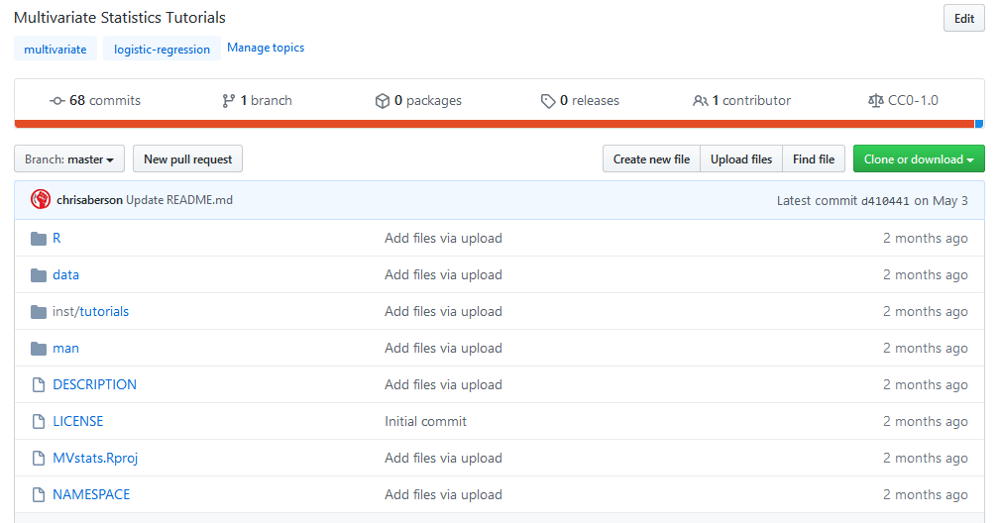 Multivariate Statistics Tutorials Edit
multivariate logistic-regression Manage topics
68 commits 1 branch 0 packages 0 releases 1 contributor CC0-1.0
Branch: master New pull request Create new file Upload files Find file Clone or download
chrisaberson Update README.md Latest commit d410441 on May 3
R Add files via upload 2 months ago
data Add files via upload 2 months ago
inst/tutorials Add files via upload 2 months ago
man Add files via upload 2 months ago
DESCRIPTION Add files via upload 2 months ago
LICENSE Initial commit 2 months ago
MVstats.Rproj Add files via upload 2 months ago
NAMESPACE Add files via upload 2 months ago